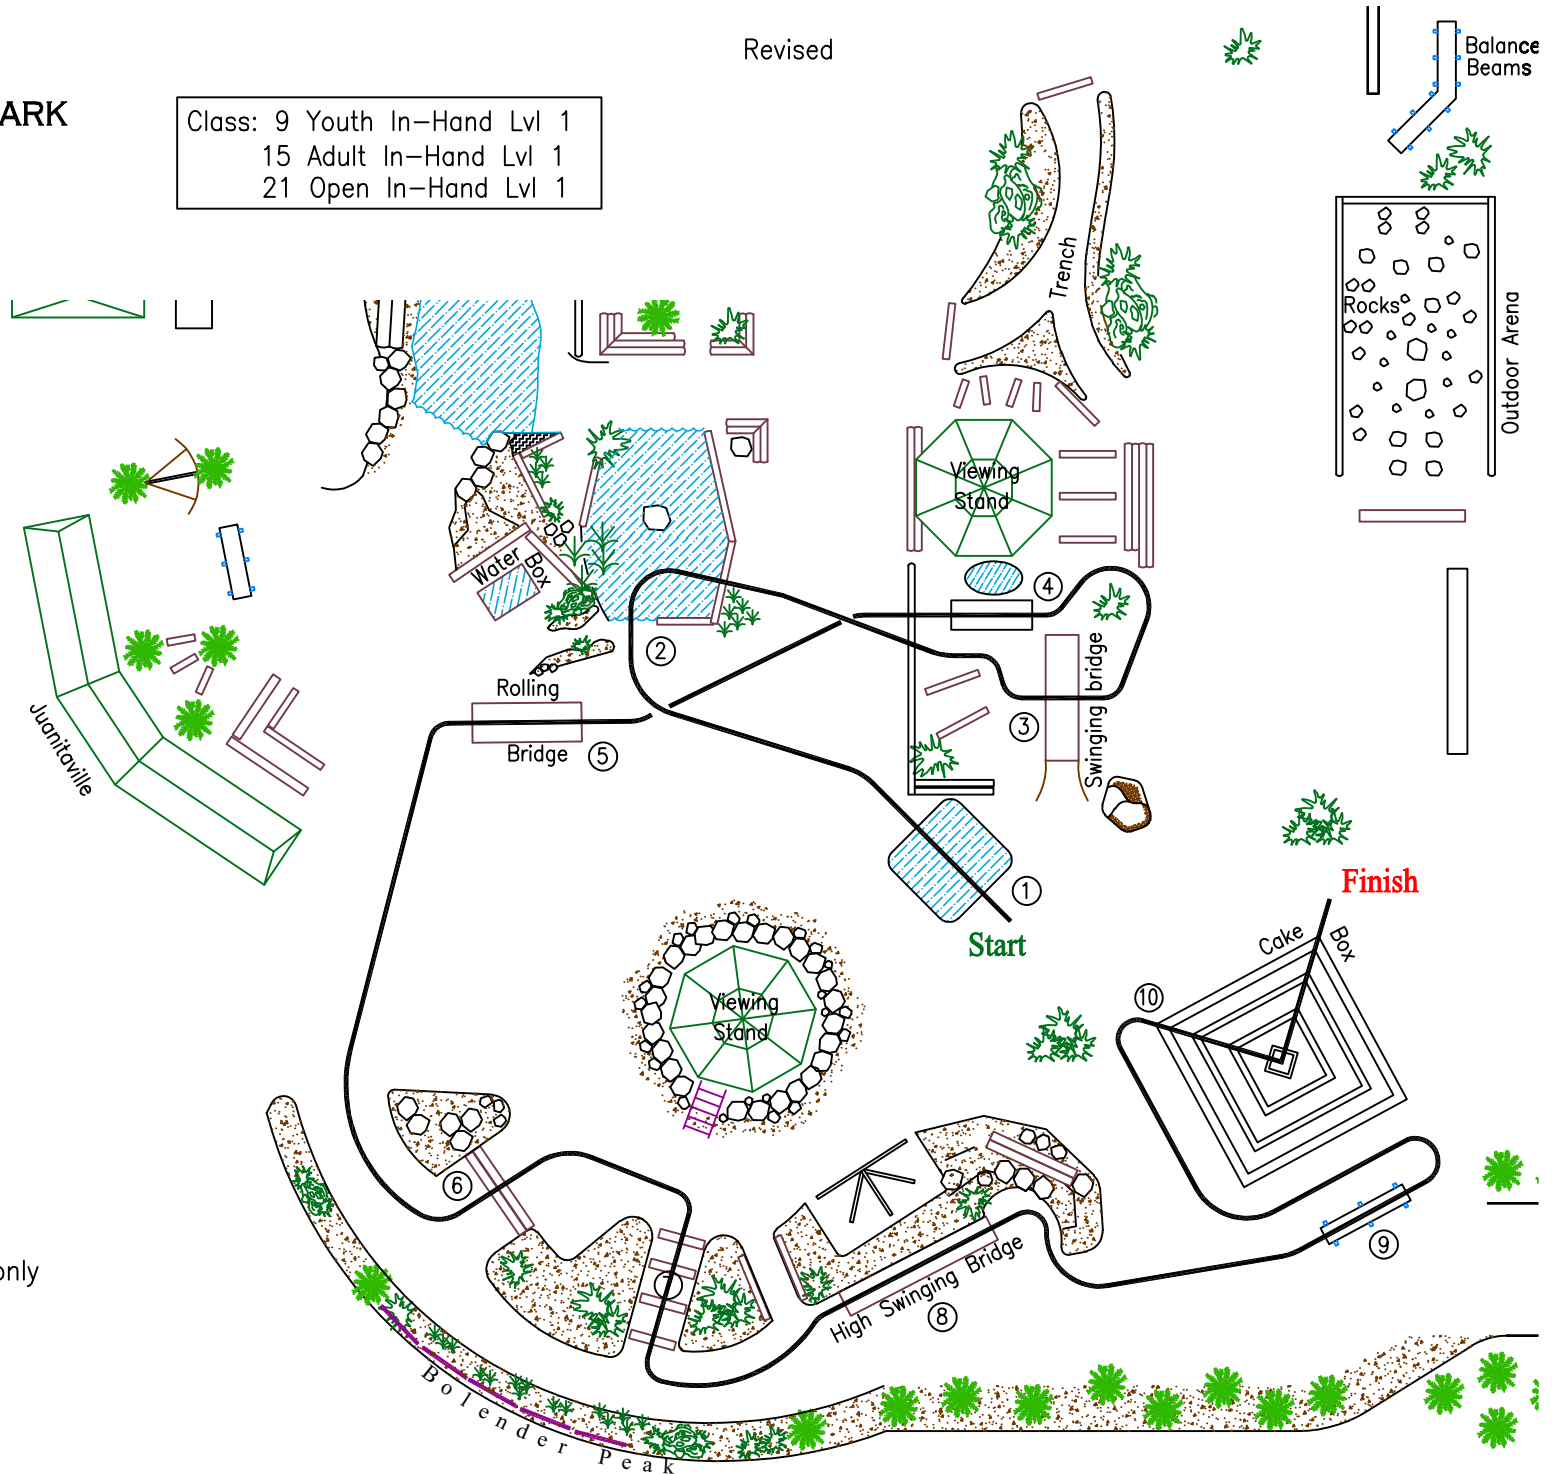 Revised
Balance
Beams
ARK
Class: 9 Youth In-Hand Lvl 1
15 Adult In-Hand Lvl 1
21 Open In-Hand Lvl 1
Trench
Rocks
Outdoor Arena
Viewing
Stand
Water
Box
4
2
Rolling
Bridge
5
3
Swinging bridge
Juanitaville
1
Start
Finish
Cake
Box
10
Viewing
Stand
6
7
High Swinging Bridge
8
9
only
Bolender Peak